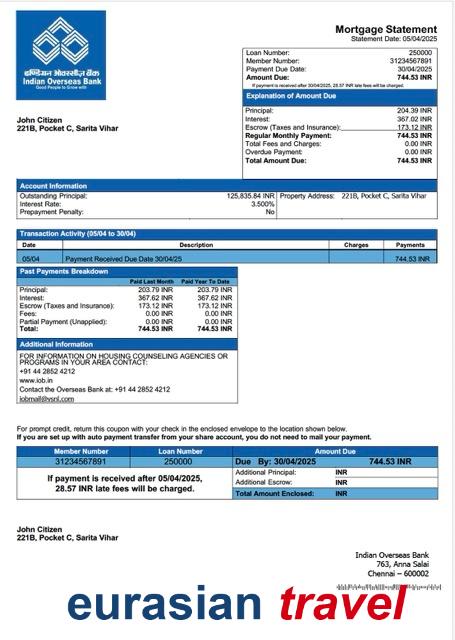 Mortgage Statement
Statement Date: 05/04/2025
Indian Overseas Bank
Good People to Grow with
Loan Number: 250000
Member Number: 31234567891
Payment Due Date: 30/04/2025
Amount Due: 744.53 INR
If payment is received after 30/04/2025, 28.57 INR late fees will be charged.
John Citizen
221B, Pocket C, Sarita Vihar
Explanation of Amount Due
Principal: 204.39 INR
Interest: 367.02 INR
Escrow (Taxes and Insurance): 173.12 INR
Regular Monthly Payment: 744.53 INR
Total Fees and Charges: 0.00 INR
Overdue Payment: 0.00 INR
Total Amount Due: 744.53 INR
Account Information
Outstanding Principal: 125,835.84 INR Property Address: 221B, Pocket C, Sarita Vihar
Interest Rate: 3.500%
Prepayment Penalty: No
Transaction Activity (05/04 to 30/04)
Date Description Charges Payments
05/04 Payment Received Due Date 30/04/25 744.53 INR
Past Payments Breakdown
Paid Last Month Paid Year To Date
Principal: 203.79 INR 203.79 INR
Interest: 367.62 INR 367.62 INR
Escrow (Taxes and Insurance): 173.12 INR 173.12 INR
Fees: 0.00 INR 0.00 INR
Partial Payment (Unapplied): 0.00 INR 0.00 INR
Total: 744.53 INR 744.53 INR
Additional Information
FOR INFORMATION ON HOUSING COUNSELING AGENCIES OR
PROGRAMS IN YOUR AREA CONTACT:
+91 44 2852 4212
www.iob.in
Contact the Overseas Bank at: +91 44 2852 4212
iobmail@vsnl.com
For prompt credit, return this coupon with your check in the enclosed envelope to the location shown below.
If you are set up with auto payment transfer from your share account, you do not need to mail your payment.
Member Number Loan Number Amount Due
31234567891 250000 Due By: 30/04/2025 744.53 INR
If payment is received after 05/04/2025,
28.57 INR late fees will be charged.
Additional Principal: INR
Additional Escrow: INR
Total Amount Enclosed: INR
John Citizen
221B, Pocket C, Sarita Vihar
Indian Overseas Bank
763, Anna Salai
Chennai – 600002
eurasian travel